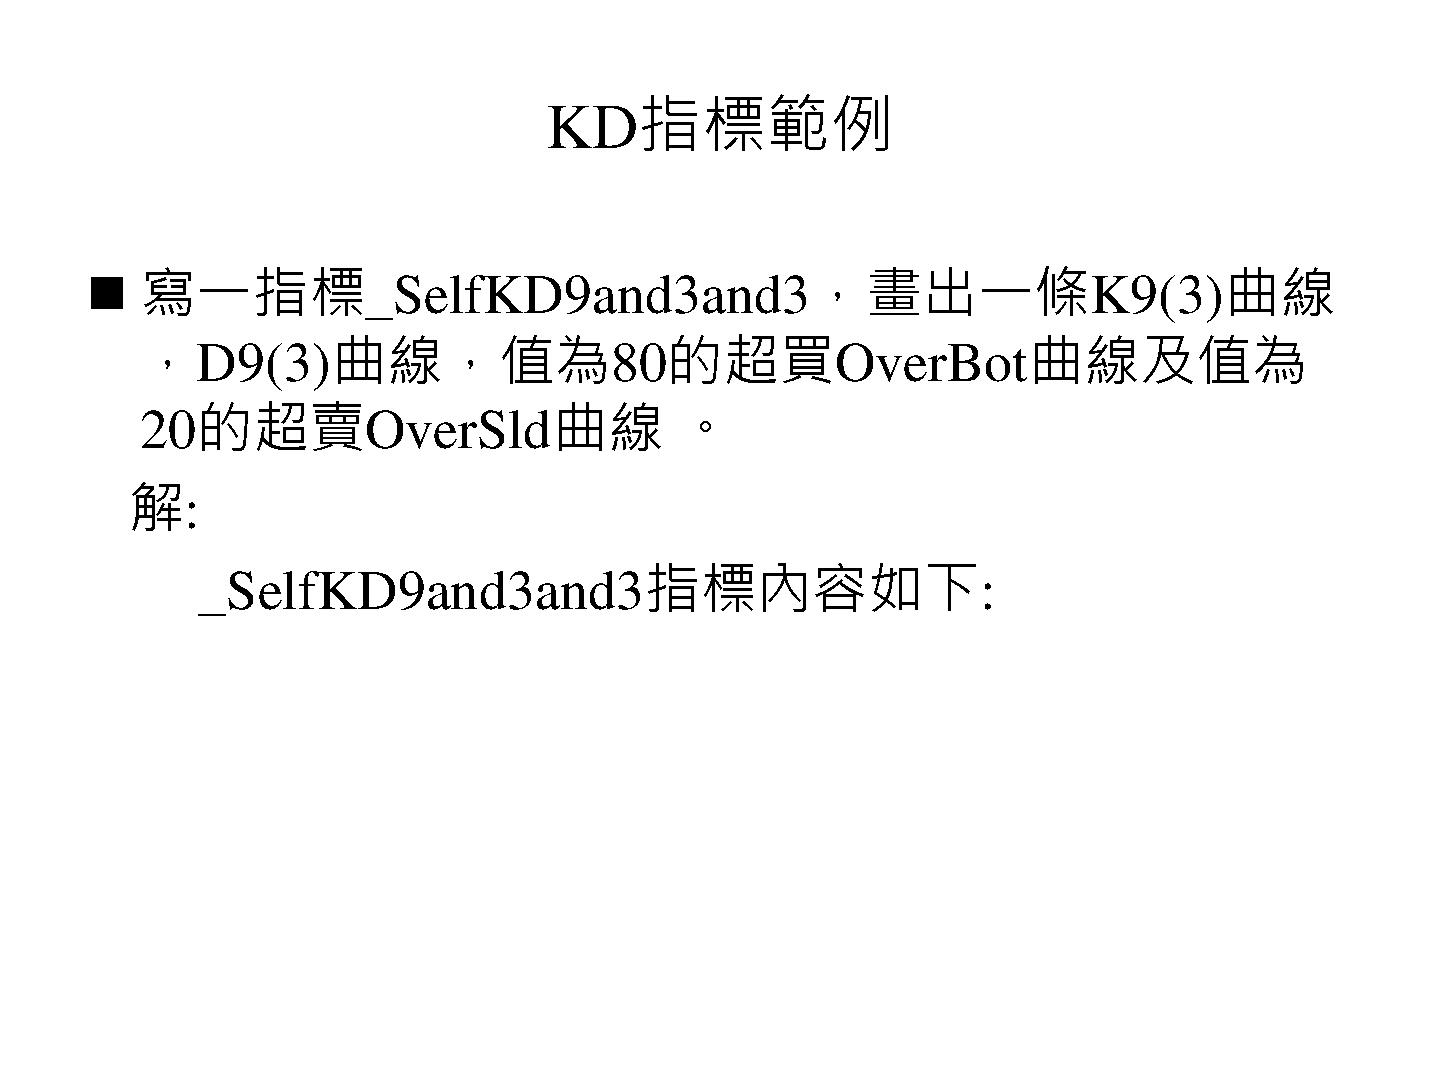 KD指標範例
■ 寫一指標_SelfKD9and3and3，畫出一條K9(3)曲線
，D9(3)曲線，值為80的超買OverBot曲線及值為
20的超賣OverSld曲線 。
解:
_SelfKD9and3and3指標內容如下: